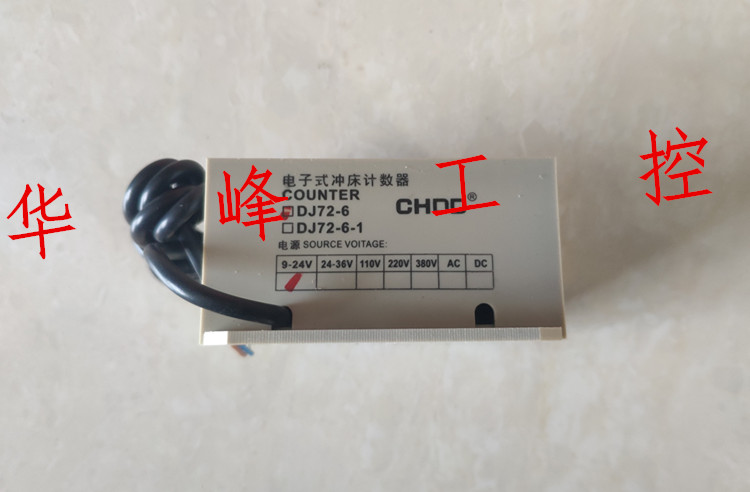 华 峰 工 控
电子式冲床计数器
COUNTER
DJ72-6
CHDC®
DJ72-6-1
电源 SOURCE VOITAGE:
9-24V 24-36V 110V 220V 380V AC DC